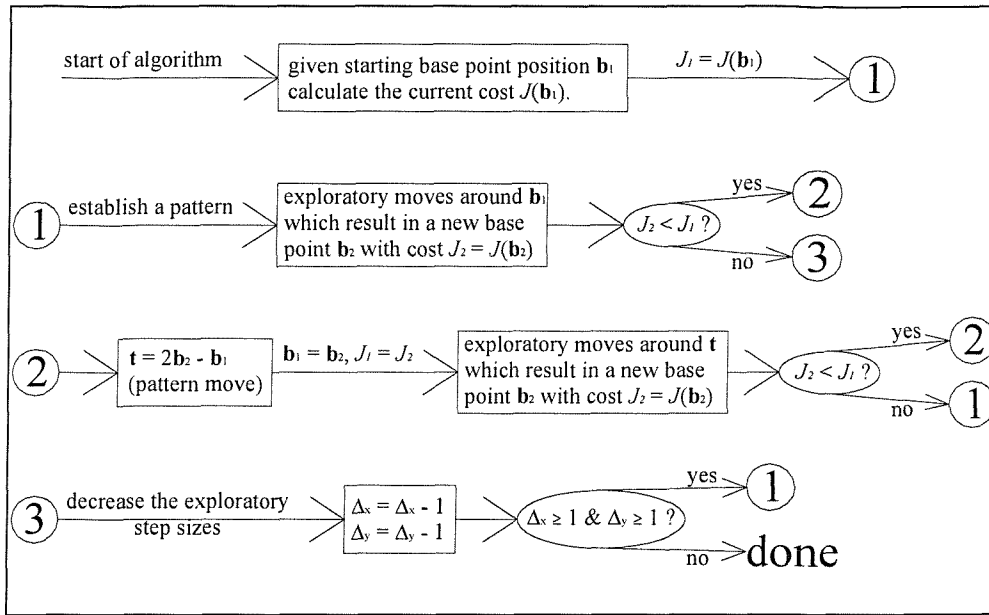 start of algorithm
given starting base point position b₁
calculate the current cost J(b₁).
J₁ = J(b₁)
1
1
establish a pattern
exploratory moves around b₁
which result in a new base
point b₂ with cost J₂ = J(b₂)
J₂ < J₁ ?
yes
2
no
3
2
t = 2b₂ - b₁
(pattern move)
b₁ = b₂, J₁ = J₂
exploratory moves around t
which result in a new base
point b₂ with cost J₂ = J(b₂)
J₂ < J₁ ?
yes
2
no
1
3
decrease the exploratory
step sizes
Δₓ = Δₓ - 1
Δy = Δy - 1
Δₓ ≥ 1 & Δy ≥ 1 ?
yes
1
no
done